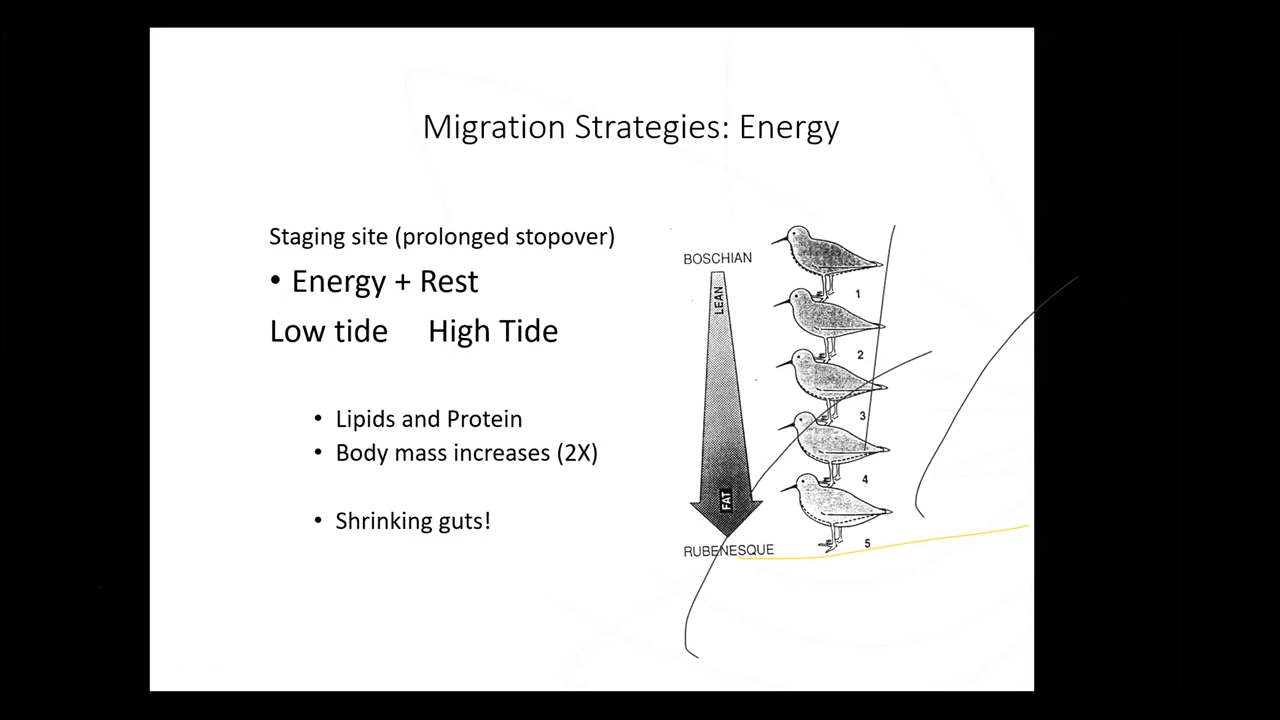 Migration Strategies: Energy
Staging site (prolonged stopover)
• Energy + Rest
Low tide High Tide
• Lipids and Protein
• Body mass increases (2X)
• Shrinking guts!
BOSCHIAN
LEAN
FAT
RUBENESQUE
1
2
3
4
5